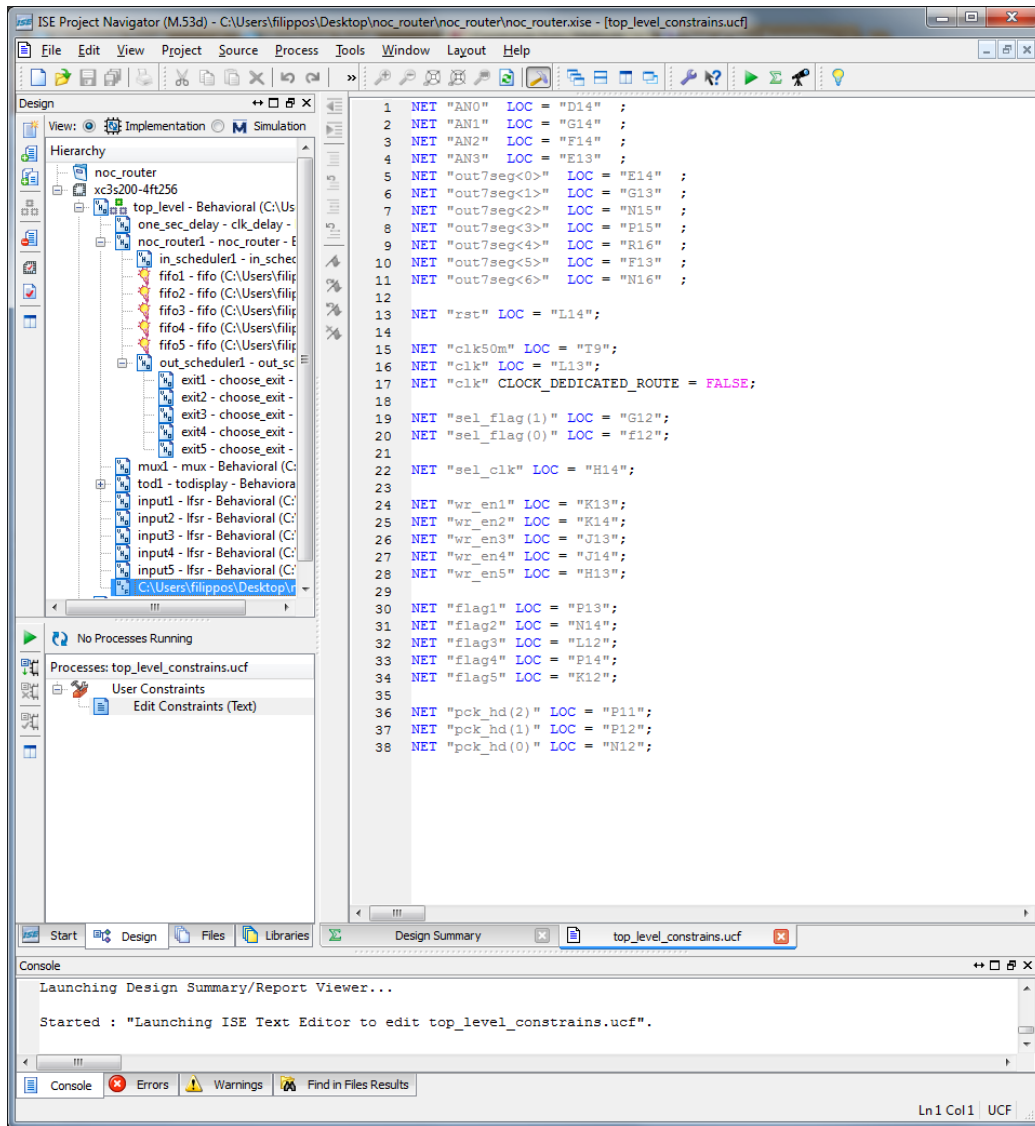 ISE Project Navigator (M.53d) - C:\Users\filippos\Desktop\noc_router\noc_router\noc_router.xise - [top_level_constrains.ucf]
File Edit View Project Source Process Tools Window Layout Help
Design
View: Implementation Simulation
Hierarchy
noc_router
xc3s200-4ft256
top_level - Behavioral (C:\Us
one_sec_delay - clk_delay -
noc_router1 - noc_router - B
in_scheduler1 - in_sched
fifo1 - fifo (C:\Users\filip
fifo2 - fifo (C:\Users\filip
fifo3 - fifo (C:\Users\filip
fifo4 - fifo (C:\Users\filip
fifo5 - fifo (C:\Users\filip
out_scheduler1 - out_sc
exit1 - choose_exit -
exit2 - choose_exit -
exit3 - choose_exit -
exit4 - choose_exit -
exit5 - choose_exit -
mux1 - mux - Behavioral (C:
tod1 - todisplay - Behaviora
input1 - lfsr - Behavioral (C:\
input2 - lfsr - Behavioral (C:\
input3 - lfsr - Behavioral (C:\
input4 - lfsr - Behavioral (C:\
input5 - lfsr - Behavioral (C:\
C:\Users\filippos\Desktop\n
No Processes Running
Processes: top_level_constrains.ucf
User Constraints
Edit Constraints (Text)
Start Design Files Libraries
1 NET "AN0" LOC = "D14" ;
2 NET "AN1" LOC = "G14" ;
3 NET "AN2" LOC = "F14" ;
4 NET "AN3" LOC = "E13" ;
5 NET "out7seg<0>" LOC = "E14" ;
6 NET "out7seg<1>" LOC = "G13" ;
7 NET "out7seg<2>" LOC = "N15" ;
8 NET "out7seg<3>" LOC = "P15" ;
9 NET "out7seg<4>" LOC = "R16" ;
10 NET "out7seg<5>" LOC = "F13" ;
11 NET "out7seg<6>" LOC = "N16" ;
12
13 NET "rst" LOC = "L14";
14
15 NET "clk50m" LOC = "T9";
16 NET "clk" LOC = "L13";
17 NET "clk" CLOCK_DEDICATED_ROUTE = FALSE;
18
19 NET "sel_flag(1)" LOC = "G12";
20 NET "sel_flag(0)" LOC = "f12";
21
22 NET "sel_clk" LOC = "H14";
23
24 NET "wr_en1" LOC = "K13";
25 NET "wr_en2" LOC = "K14";
26 NET "wr_en3" LOC = "J13";
27 NET "wr_en4" LOC = "J14";
28 NET "wr_en5" LOC = "H13";
29
30 NET "flag1" LOC = "P13";
31 NET "flag2" LOC = "N14";
32 NET "flag3" LOC = "L12";
33 NET "flag4" LOC = "P14";
34 NET "flag5" LOC = "K12";
35
36 NET "pck_hd(2)" LOC = "P11";
37 NET "pck_hd(1)" LOC = "P12";
38 NET "pck_hd(0)" LOC = "N12";
Design Summary top_level_constrains.ucf
Console
Launching Design Summary/Report Viewer...
Started : "Launching ISE Text Editor to edit top_level_constrains.ucf".
Console Errors Warnings Find in Files Results
Ln 1 Col 1 UCF